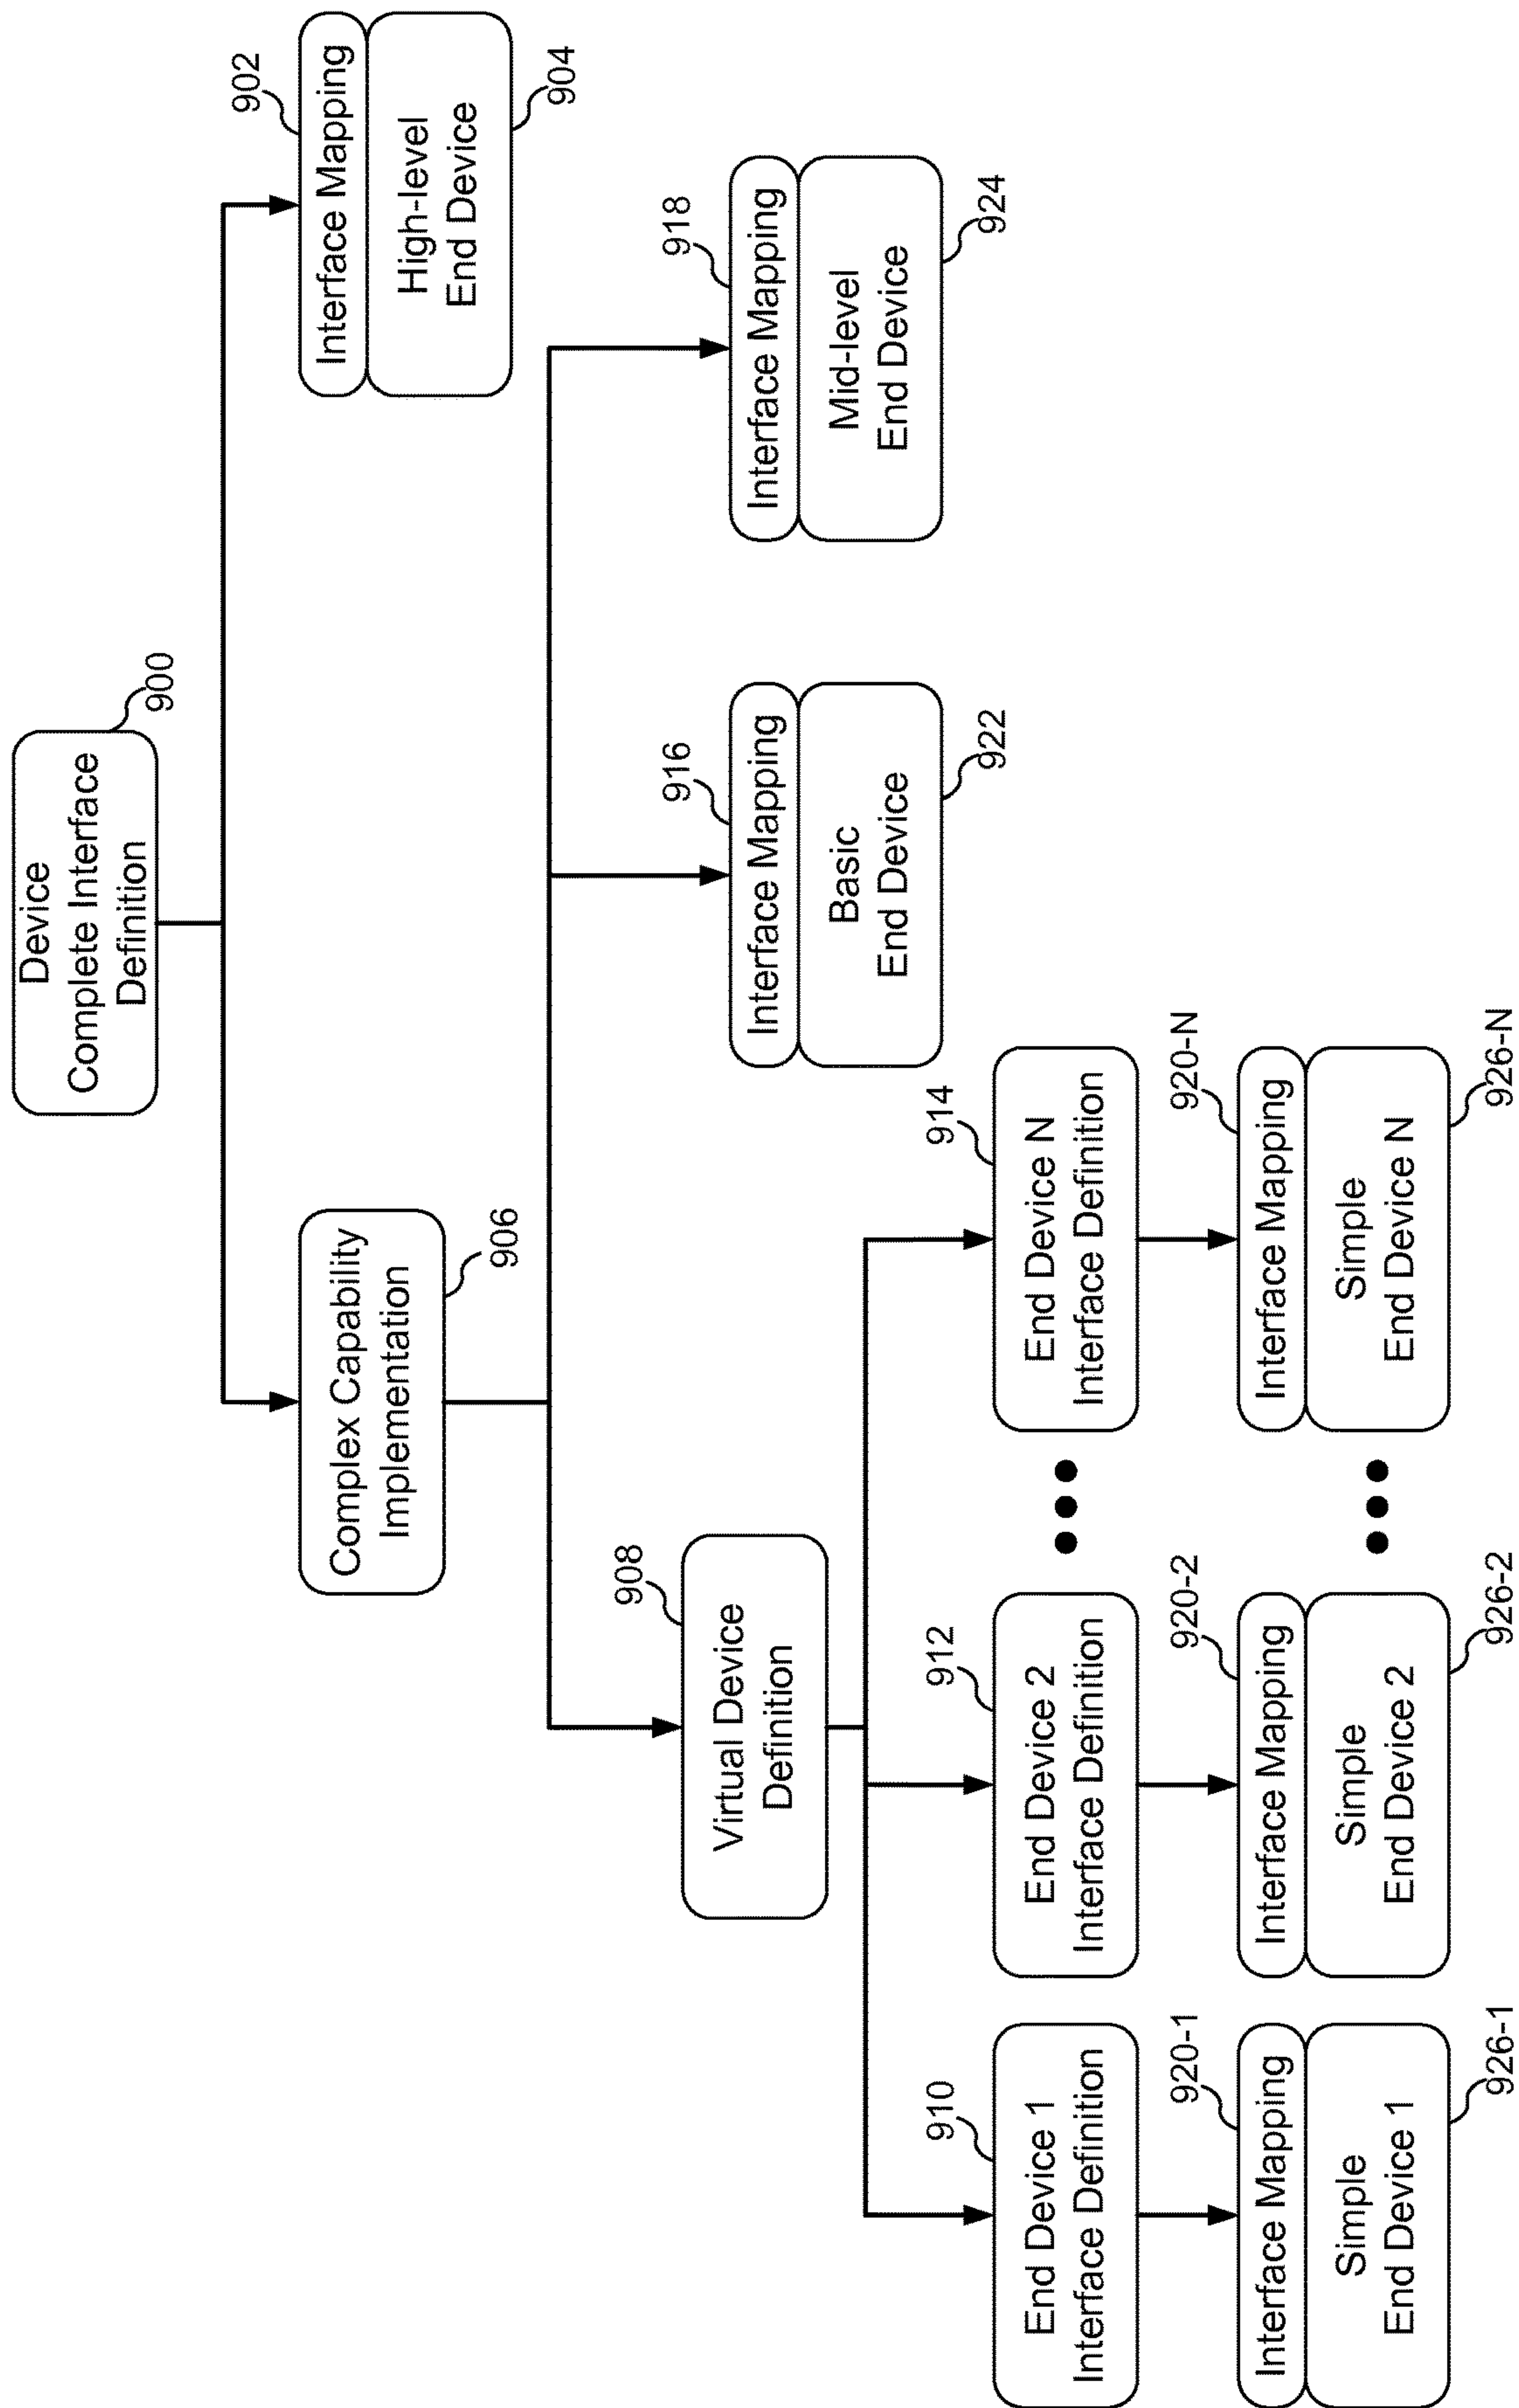 Device
Complete Interface
Definition
900
902
Interface Mapping
High-level
End Device
904
Complex Capability
Implementation
906
908
Virtual Device
Definition
916
Interface Mapping
Basic
End Device
922
918
Interface Mapping
Mid-level
End Device
924
910
End Device 1
Interface Definition
912
End Device 2
Interface Definition
914
End Device N
Interface Definition
920-1
Interface Mapping
Simple
End Device 1
926-1
920-2
Interface Mapping
Simple
End Device 2
926-2
920-N
Interface Mapping
Simple
End Device N
926-N